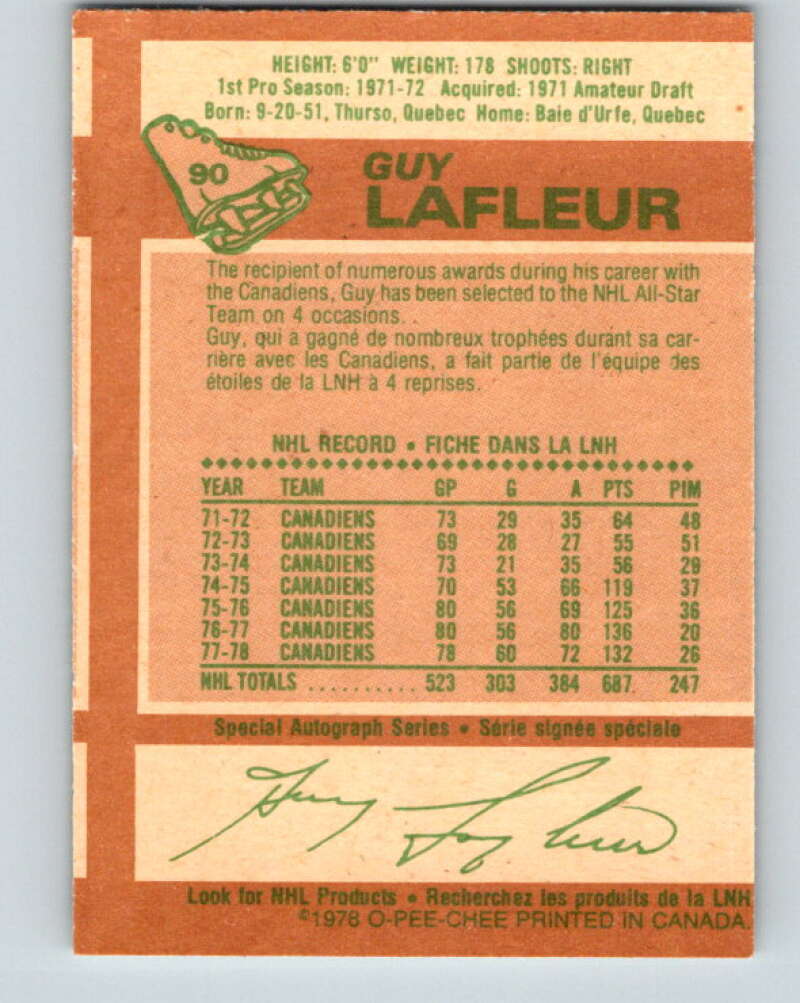 HEIGHT: 6'0" WEIGHT: 178 SHOOTS: RIGHT
1st Pro Season: 1971-72 Acquired: 1971 Amateur Draft
Born: 9-20-51, Thurso, Quebec Home: Baie d'Urfe, Quebec
90
GUY
LAFLEUR
The recipient of numerous awards during his career with
the Canadiens, Guy has been selected to the NHL All-Star
Team on 4 occasions.
Guy, qui a gagné de nombreux trophées durant sa car-
rière avec les Canadiens, a fait partie de l'équipe des
étoiles de la LNH à 4 reprises.
NHL RECORD • FICHE DANS LA LNH
YEAR TEAM GP G A PTS PIM
71-72 CANADIENS 73 29 35 64 48
72-73 CANADIENS 69 28 27 55 51
73-74 CANADIENS 73 21 35 56 29
74-75 CANADIENS 70 53 66 119 37
75-76 CANADIENS 80 56 69 125 36
76-77 CANADIENS 80 56 80 136 20
77-78 CANADIENS 78 60 72 132 26
NHL TOTALS .......... 523 303 384 687 247
Special Autograph Series • Série signée spéciale
Guy Lafleur
Look for NHL Products • Recherchez les produits de la LNH
©1978 O-PEE-CHEE PRINTED IN CANADA.